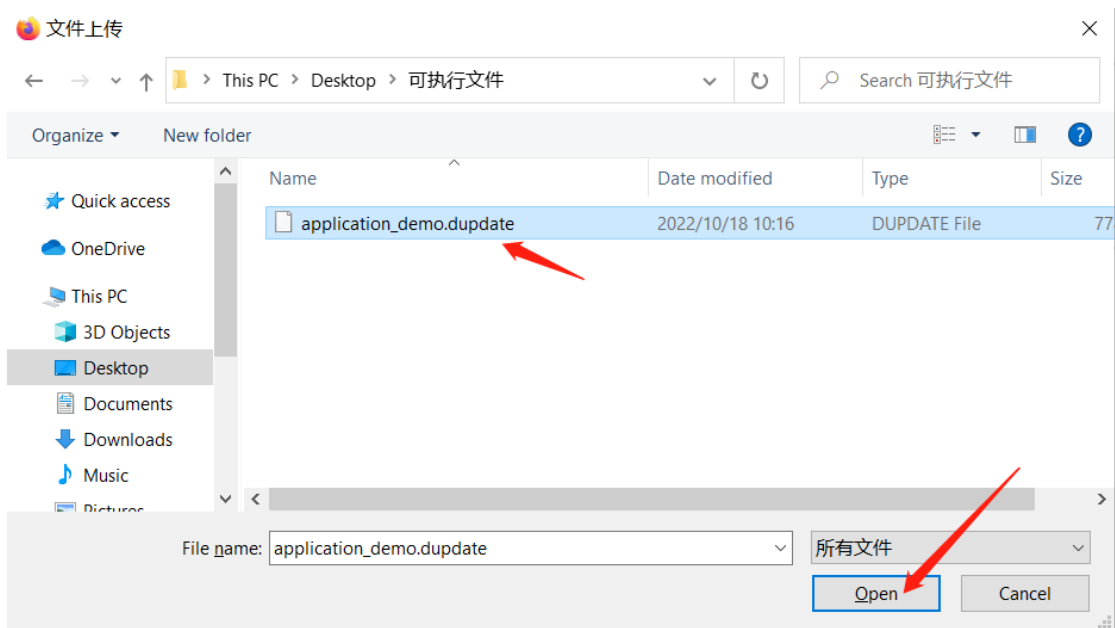 文件上传
This PC > Desktop > 可执行文件
Search 可执行文件
Organize
New folder
Name
Date modified
Type
Size
Quick access
OneDrive
This PC
3D Objects
Desktop
Documents
Downloads
Music
Pictures
application_demo.dupdate
2022/10/18 10:16
DUPDATE File
77
File name:
application_demo.dupdate
所有文件
Open
Cancel